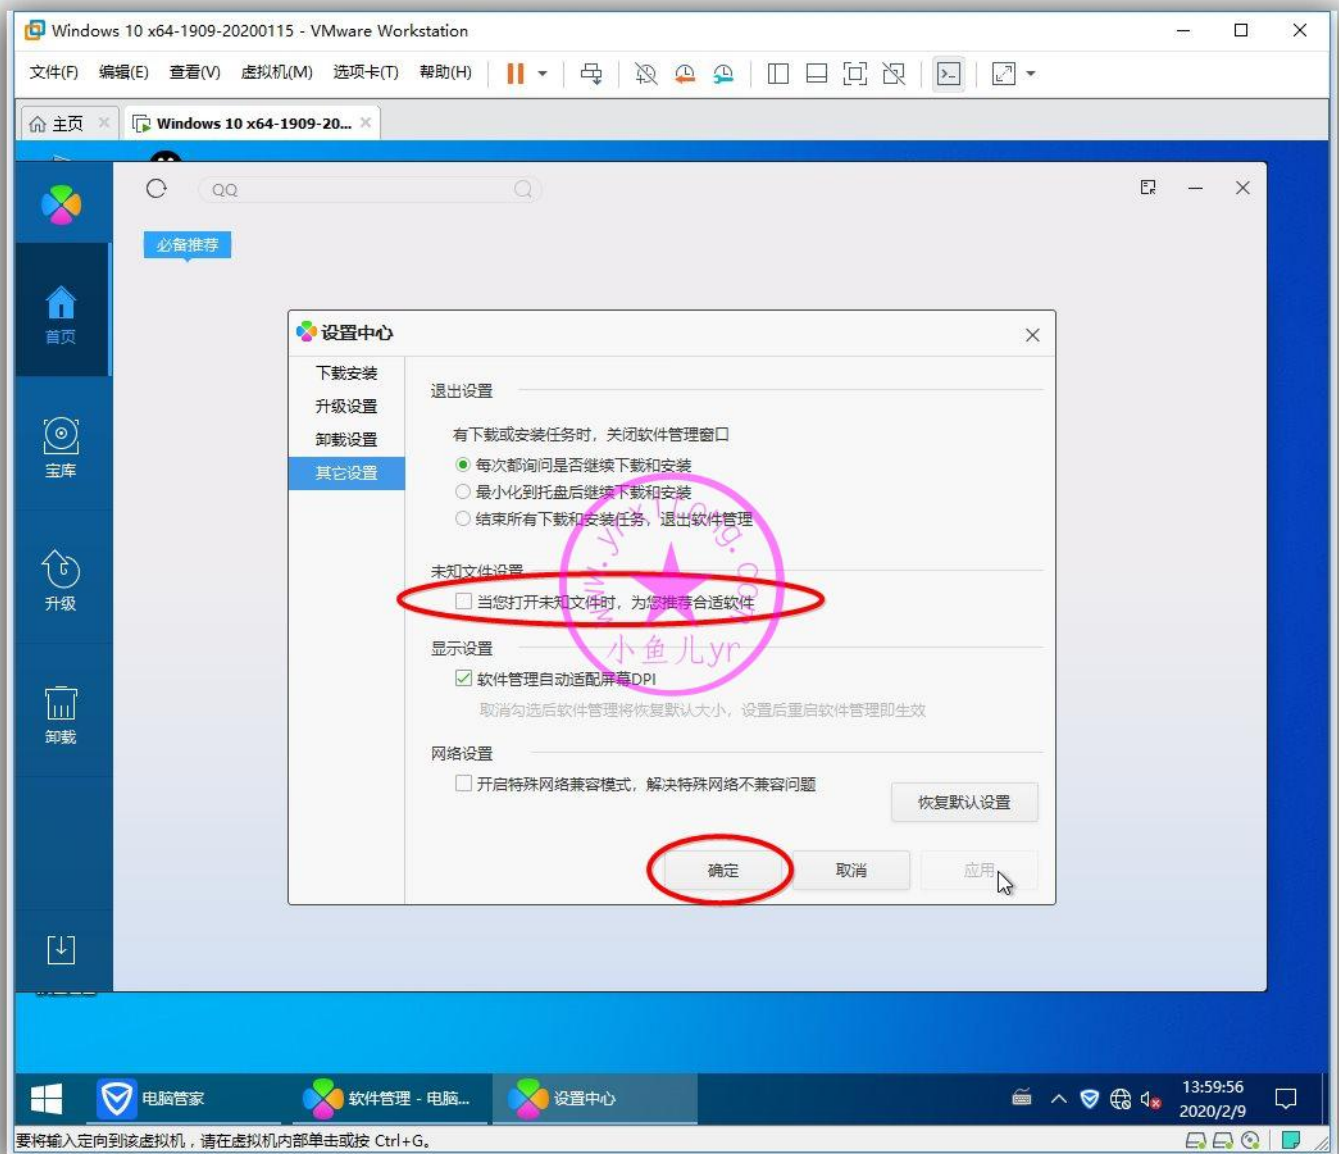 Windows 10 x64-1909-20200115 - VMware Workstation
文件(F) 编辑(E) 查看(V) 虚拟机(M) 选项卡(T) 帮助(H)
主页 Windows 10 x64-1909-20...
QQ
必备推荐
首页
宝库
升级
卸载
设置中心
下载安装
升级设置
卸载设置
其它设置
退出设置
有下载或安装任务时，关闭软件管理窗口
每次都询问是否继续下载和安装
最小化到托盘后继续下载和安装
结束所有下载和安装任务，退出软件管理
未知文件设置
当您打开未知文件时，为您推荐合适软件
显示设置
软件管理自动适配屏幕DPI
取消勾选后软件管理将恢复默认大小，设置后重启软件管理即生效
网络设置
开启特殊网络兼容模式，解决特殊网络不兼容问题
恢复默认设置
确定 取消 应用
www.yrxitong.com
小鱼儿yr
电脑管家 软件管理 - 电脑... 设置中心
13:59:56
2020/2/9
要将输入定向到该虚拟机，请在虚拟机内部单击或按 Ctrl+G。